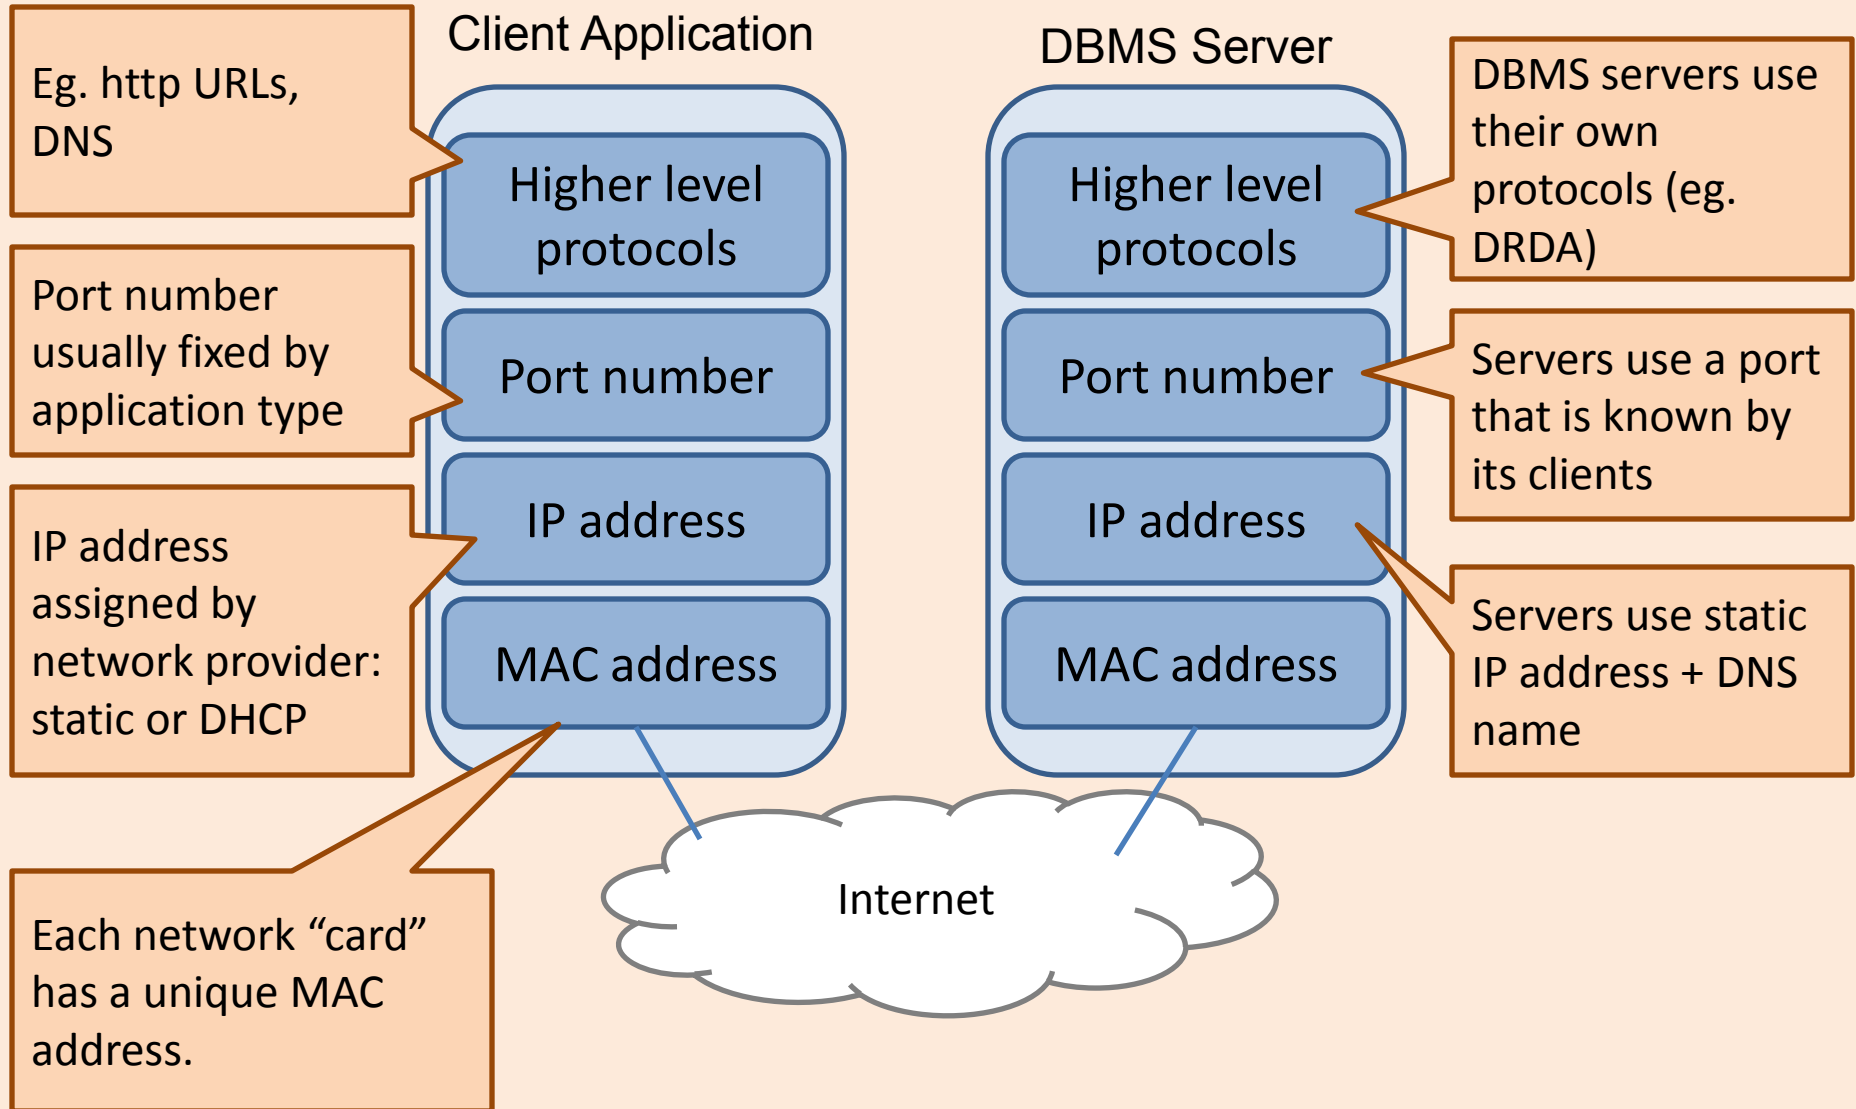 Client Application
DBMS Server
Eg. http URLs,
DNS
Port number
usually fixed by
application type
IP address
assigned by
network provider:
static or DHCP
Each network “card”
has a unique MAC
address.
Higher level
protocols
Port number
IP address
MAC address
Higher level
protocols
Port number
IP address
MAC address
DBMS servers use
their own
protocols (eg.
DRDA)
Servers use a port
that is known by
its clients
Servers use static
IP address + DNS
name
Internet